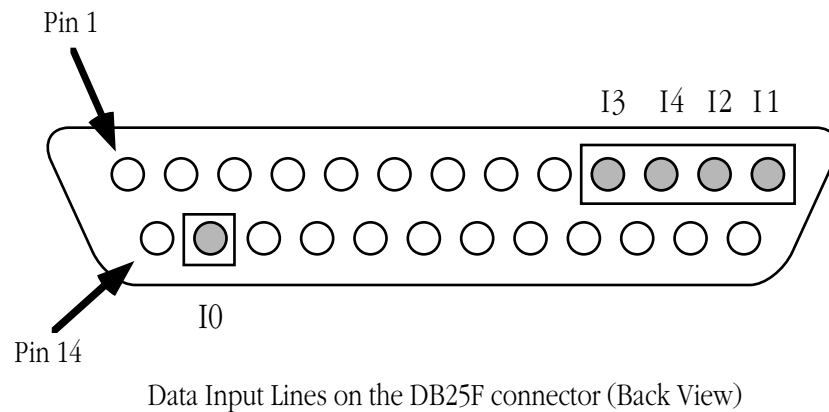 Pin 1
I3 I4 I2 I1
I0
Pin 14
Data Input Lines on the DB25F connector (Back View)